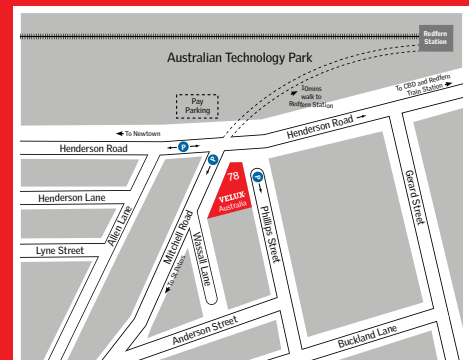 Redfern
Station
Australian Technology Park
10mins
walk to
Redfern Station
To CBD and Redfern
Train Station
Pay
Parking
To Newtown
Henderson Road
Henderson Road
P
P
P
78
VELUX
Australia
Henderson Lane
Allen Lane
Lyne Street
Mitchell Road
To St Peters
Wassall Lane
Phillips Street
Gerard Street
Anderson Street
Buckland Lane